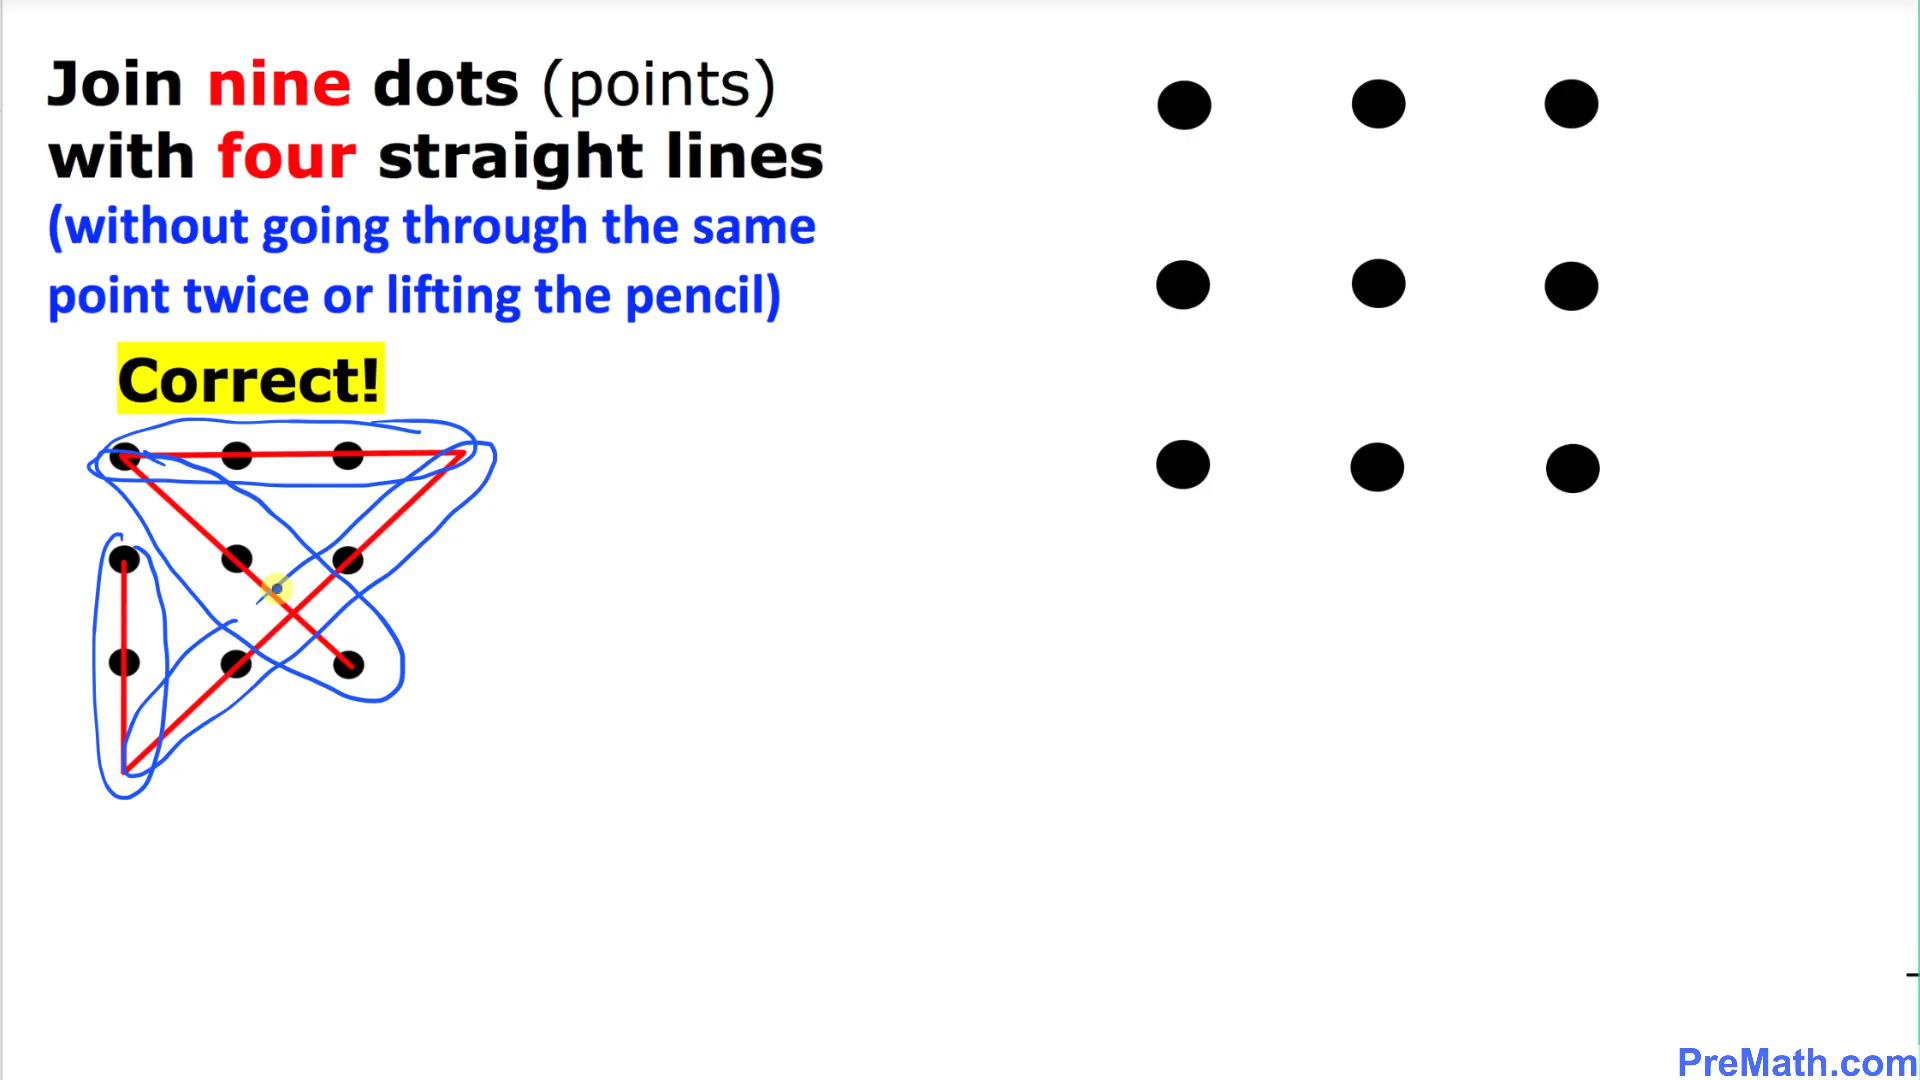 Join nine dots (points)
with four straight lines
(without going through the same
point twice or lifting the pencil)
Correct!
PreMath.com